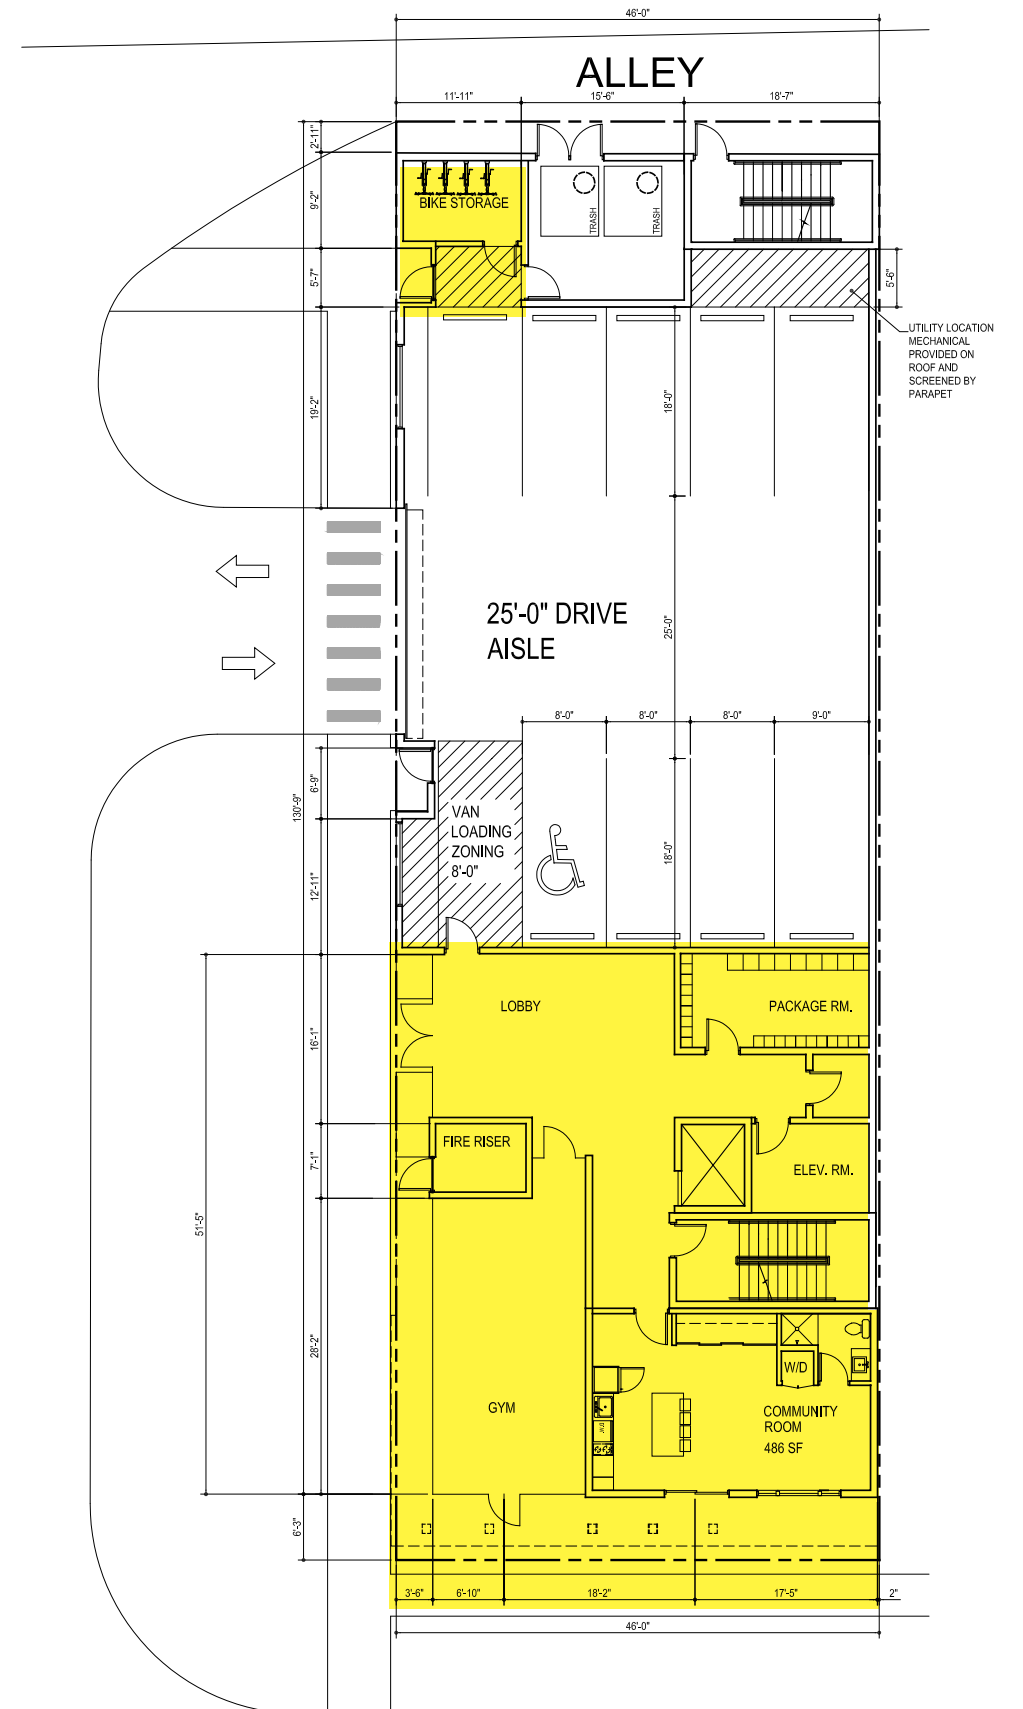 46'-0"
ALLEY
11'-11"
15'-6"
18'-7"
2'-11"
9'-2"
BIKE STORAGE
TRASH
TRASH
5'-7"
5'-6"
UTILITY LOCATION
MECHANICAL
PROVIDED ON
ROOF AND
SCREENED BY
PARAPET
19'-2"
18'-0"
25'-0" DRIVE
AISLE
25'-0"
8'-0"
8'-0"
8'-0"
9'-0"
6'-9"
130'-9"
VAN
LOADING
ZONING
8'-0"
18'-0"
12'-11"
LOBBY
PACKAGE RM.
16'-1"
FIRE RISER
7'-1"
ELEV. RM.
51'-5"
28'-2"
W/D
GYM
COMMUNITY
ROOM
486 SF
6'-3"
3'-6"
6'-10"
18'-2"
17'-5"
2"
46'-0"